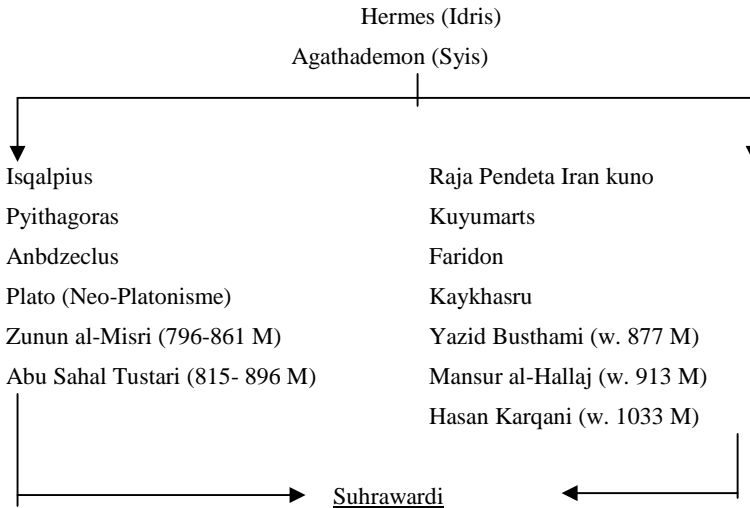 Hermes (Idris)
Agathademon (Syis)
Isqalpius
Pyithagoras
Anbdzeclus
Plato (Neo-Platonisme)
Zunun al-Misri (796-861 M)
Abu Sahal Tustari (815- 896 M)
Raja Pendeta Iran kuno
Kuyumarts
Faridon
Kaykhasru
Yazid Busthami (w. 877 M)
Mansur al-Hallaj (w. 913 M)
Hasan Karqani (w. 1033 M)
Suhrawardi